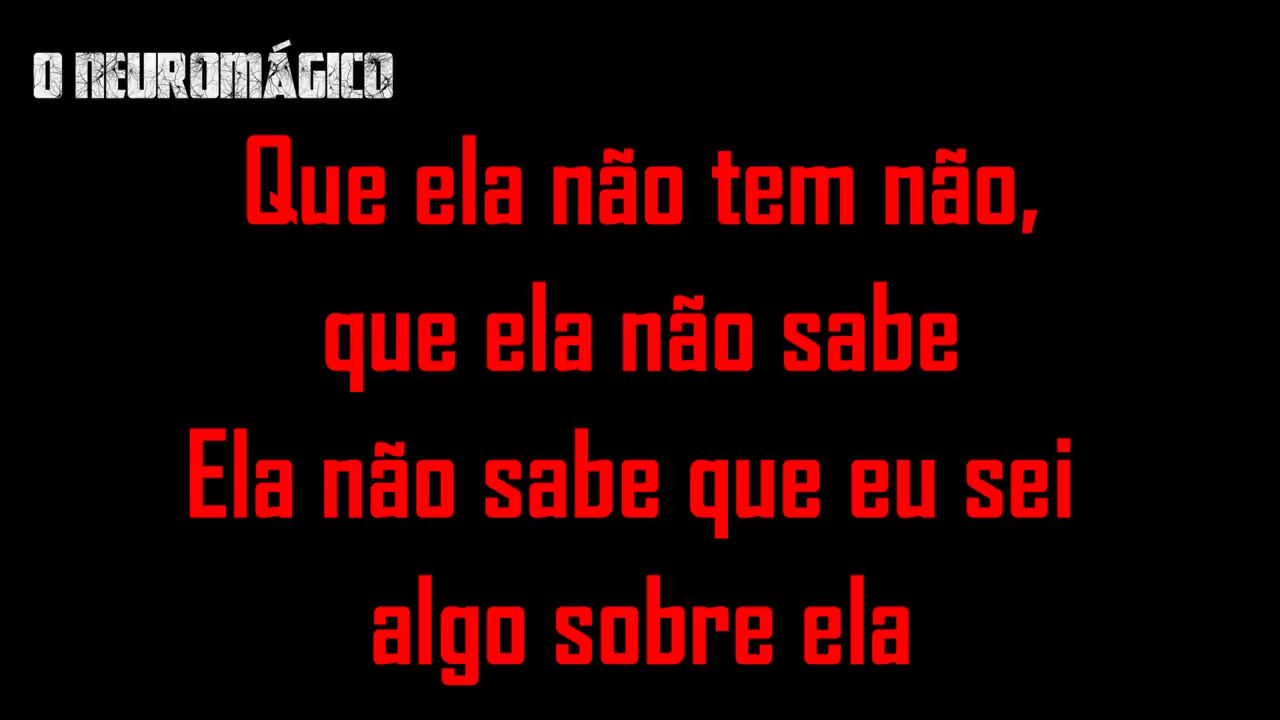 O NEUROMÁGICO
Que ela não tem não,
que ela não sabe
Ela não sabe que eu sei
algo sobre ela